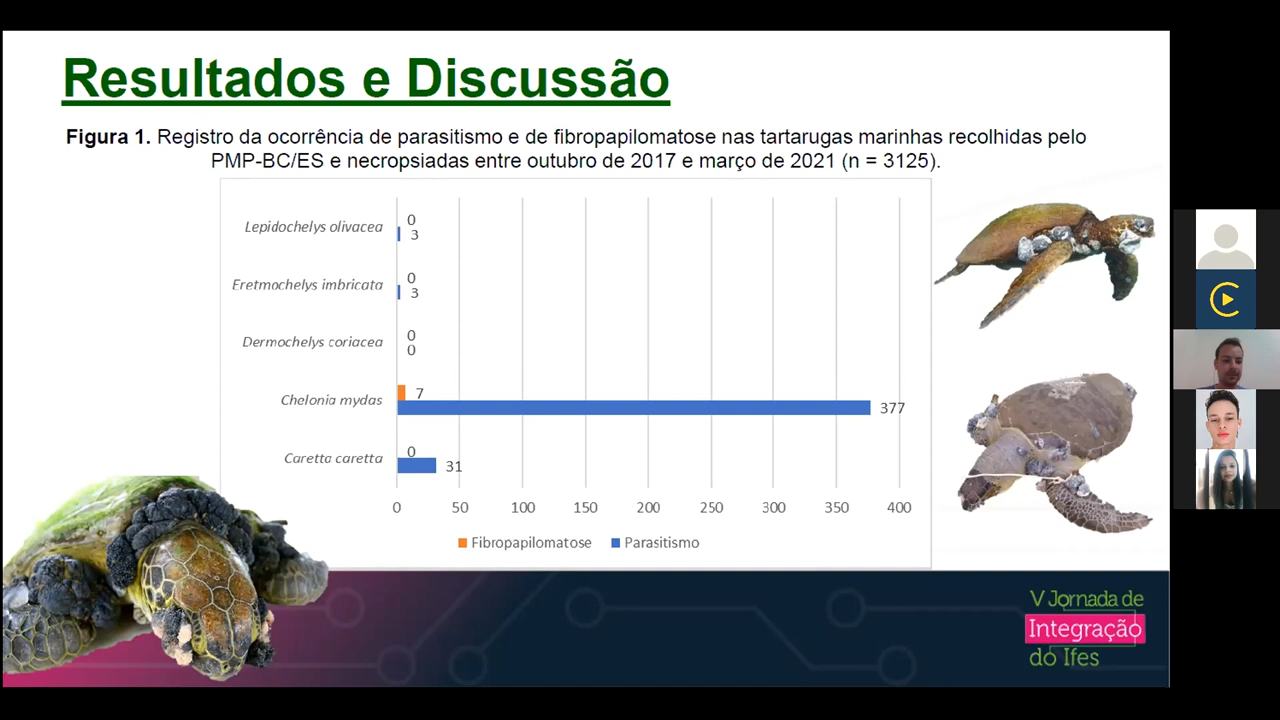 Resultados e Discussão
Figura 1. Registro da ocorrência de parasitismo e de fibropapilomatose nas tartarugas marinhas recolhidas pelo
PMP-BC/ES e necropsiadas entre outubro de 2017 e março de 2021 (n = 3125).
Lepidochelys olivacea
0
3
Eretmochelys imbricata
0
3
Dermochelys coriacea
0
0
Chelonia mydas
7
377
Caretta caretta
0
31
0 50 100 150 200 250 300 350 400
Fibropapilomatose Parasitismo
V Jornada de
Integração
do Ifes